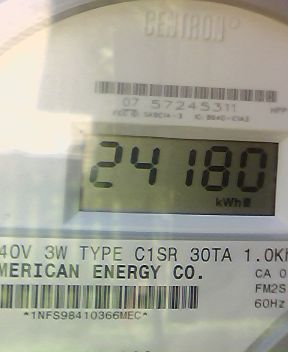 CENTRON®
07 57245311
24180
kWh
40V 3W TYPE C1SR 30TA 1.0K
MERICAN ENERGY CO.
CA 0
FM2S
60Hz
*1NFS98410366MEC*